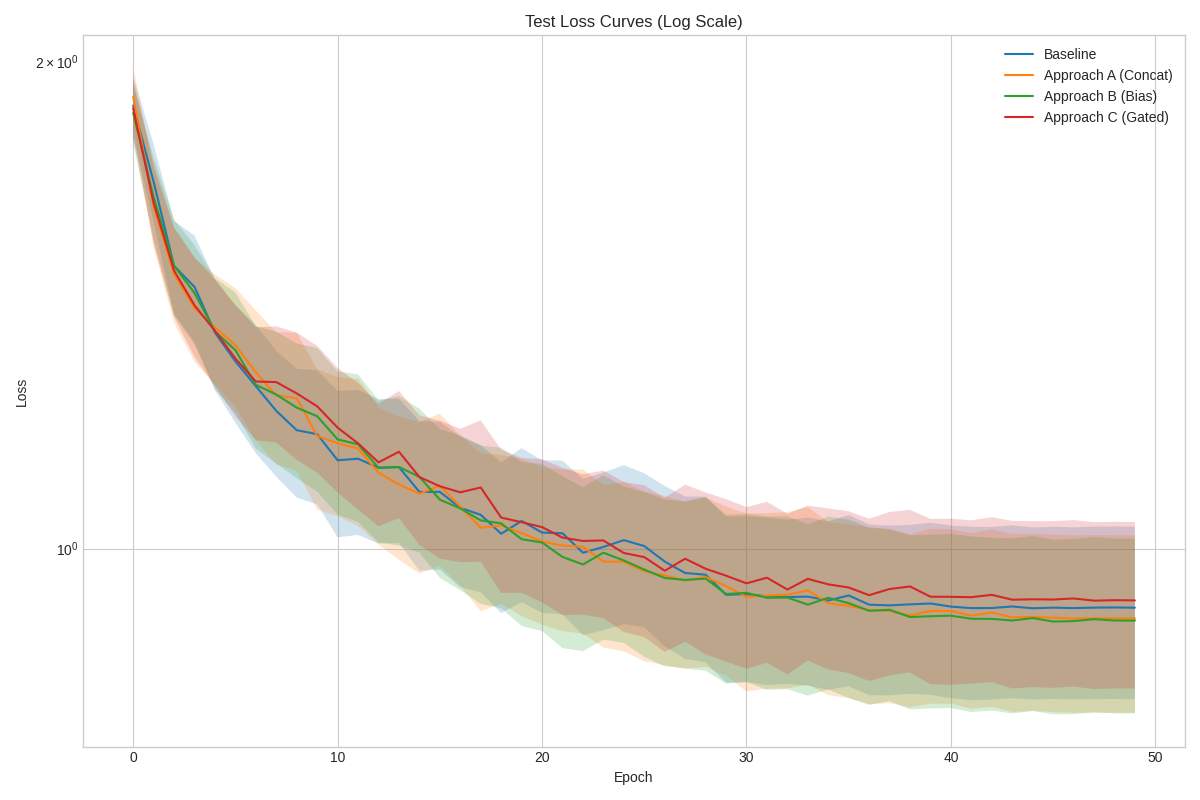 Test Loss Curves (Log Scale)
2 × 10⁰
10⁰
Loss
Baseline
Approach A (Concat)
Approach B (Bias)
Approach C (Gated)
0 10 20 30 40 50
Epoch